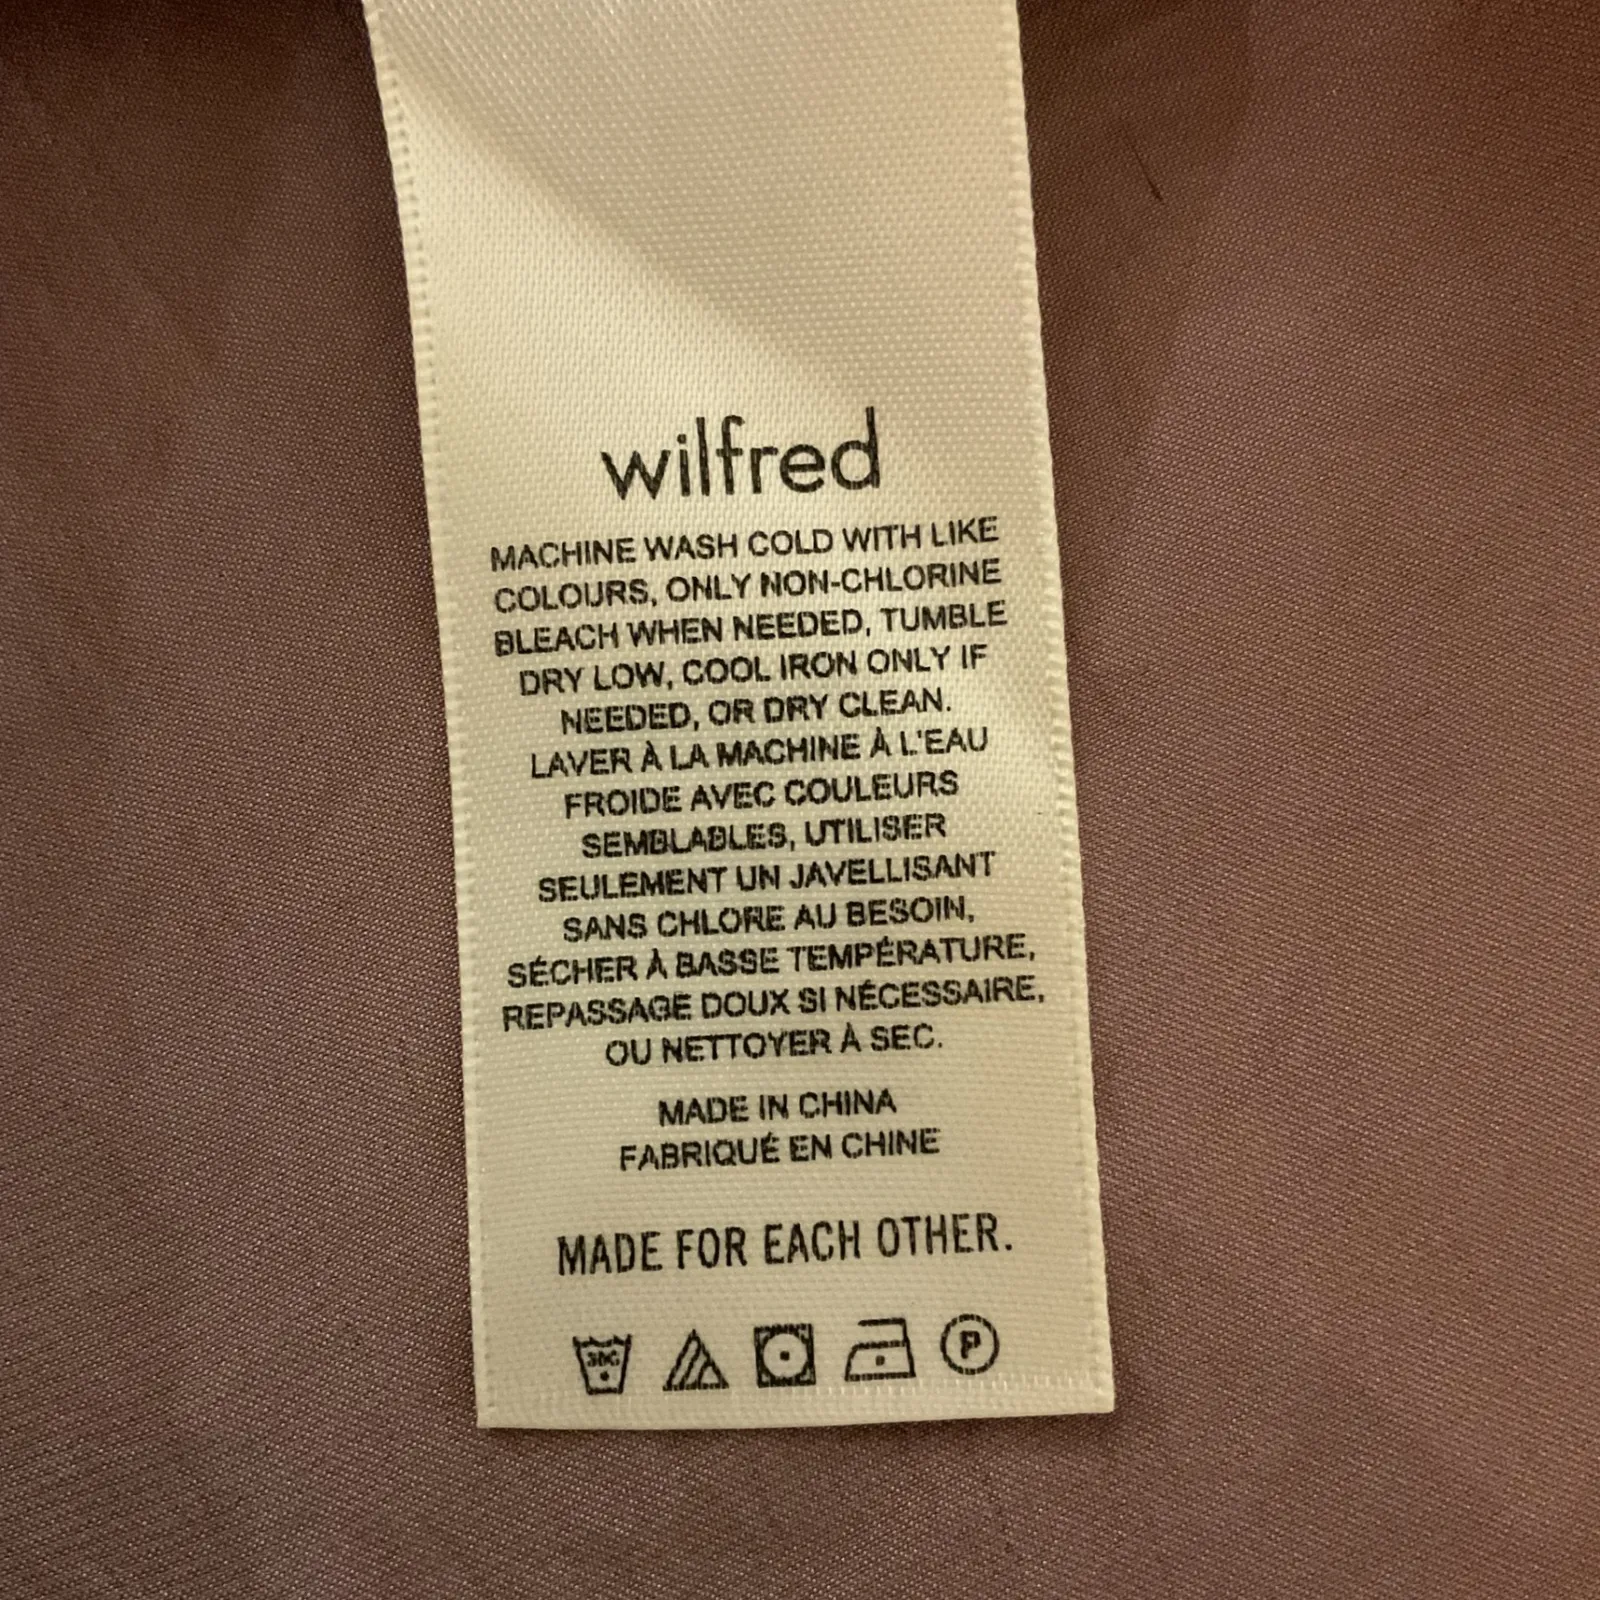 wilfred
MACHINE WASH COLD WITH LIKE
COLOURS, ONLY NON-CHLORINE
BLEACH WHEN NEEDED, TUMBLE
DRY LOW, COOL IRON ONLY IF
NEEDED, OR DRY CLEAN.
LAVER À LA MACHINE À L'EAU
FROIDE AVEC COULEURS
SEMBLABLES, UTILISER
SEULEMENT UN JAVELLISANT
SANS CHLORE AU BESOIN,
SÉCHER À BASSE TEMPÉRATURE,
REPASSAGE DOUX SI NÉCESSAIRE,
OU NETTOYER À SEC.
MADE IN CHINA
FABRIQUÉ EN CHINE
MADE FOR EACH OTHER.
30C P